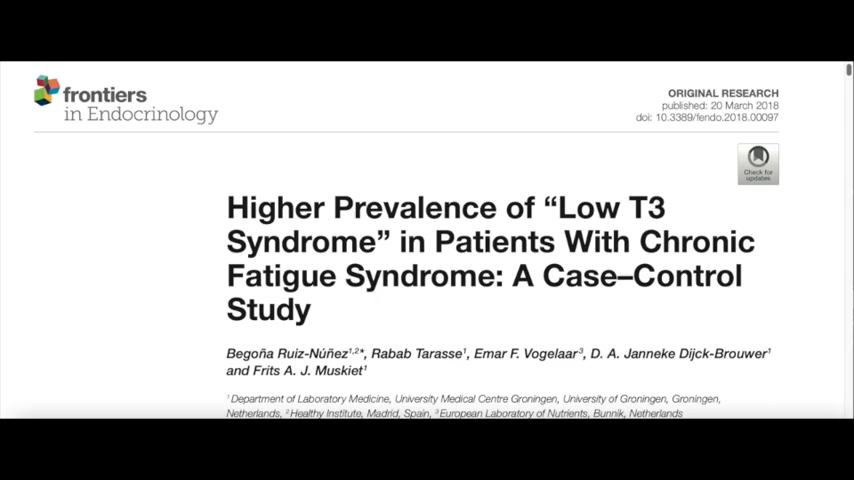 frontiers
in Endocrinology
ORIGINAL RESEARCH
published: 20 March 2018
doi: 10.3389/fendo.2018.00097
Check for
updates
Higher Prevalence of “Low T3
Syndrome” in Patients With Chronic
Fatigue Syndrome: A Case–Control
Study
Begoña Ruiz-Núñez1,2*, Rabab Tarasse1, Emar F. Vogelaar3, D. A. Janneke Dijck-Brouwer1
and Frits A. J. Muskiet1
1 Department of Laboratory Medicine, University Medical Centre Groningen, University of Groningen, Groningen,
Netherlands, 2 Healthy Institute, Madrid, Spain, 3 European Laboratory of Nutrients, Bunnik, Netherlands